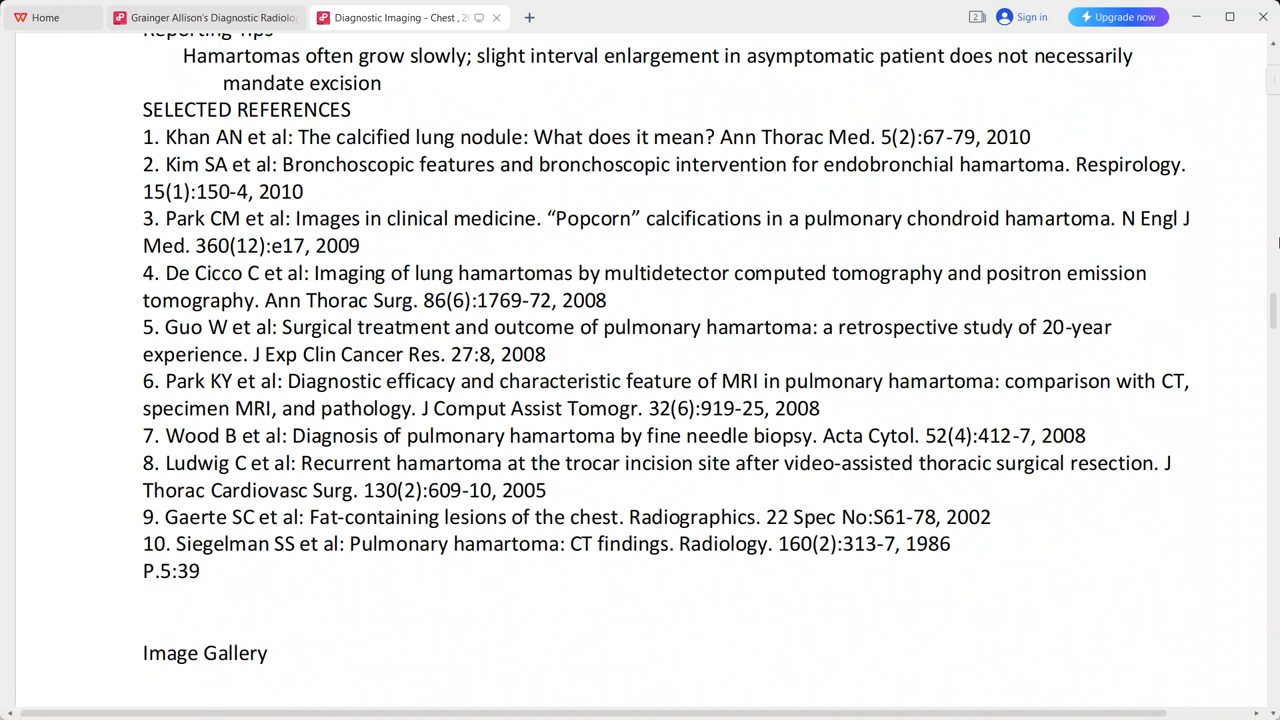 Home
Grainger Allison's Diagnostic Radiolo
Diagnostic Imaging - Chest , 2
2
Sign in
Upgrade now
Reporting Tips
Hamartomas often grow slowly; slight interval enlargement in asymptomatic patient does not necessarily
mandate excision
SELECTED REFERENCES
1. Khan AN et al: The calcified lung nodule: What does it mean? Ann Thorac Med. 5(2):67-79, 2010
2. Kim SA et al: Bronchoscopic features and bronchoscopic intervention for endobronchial hamartoma. Respirology.
15(1):150-4, 2010
3. Park CM et al: Images in clinical medicine. “Popcorn” calcifications in a pulmonary chondroid hamartoma. N Engl J
Med. 360(12):e17, 2009
4. De Cicco C et al: Imaging of lung hamartomas by multidetector computed tomography and positron emission
tomography. Ann Thorac Surg. 86(6):1769-72, 2008
5. Guo W et al: Surgical treatment and outcome of pulmonary hamartoma: a retrospective study of 20-year
experience. J Exp Clin Cancer Res. 27:8, 2008
6. Park KY et al: Diagnostic efficacy and characteristic feature of MRI in pulmonary hamartoma: comparison with CT,
specimen MRI, and pathology. J Comput Assist Tomogr. 32(6):919-25, 2008
7. Wood B et al: Diagnosis of pulmonary hamartoma by fine needle biopsy. Acta Cytol. 52(4):412-7, 2008
8. Ludwig C et al: Recurrent hamartoma at the trocar incision site after video-assisted thoracic surgical resection. J
Thorac Cardiovasc Surg. 130(2):609-10, 2005
9. Gaerte SC et al: Fat-containing lesions of the chest. Radiographics. 22 Spec No:S61-78, 2002
10. Siegelman SS et al: Pulmonary hamartoma: CT findings. Radiology. 160(2):313-7, 1986
P.5:39
Image Gallery